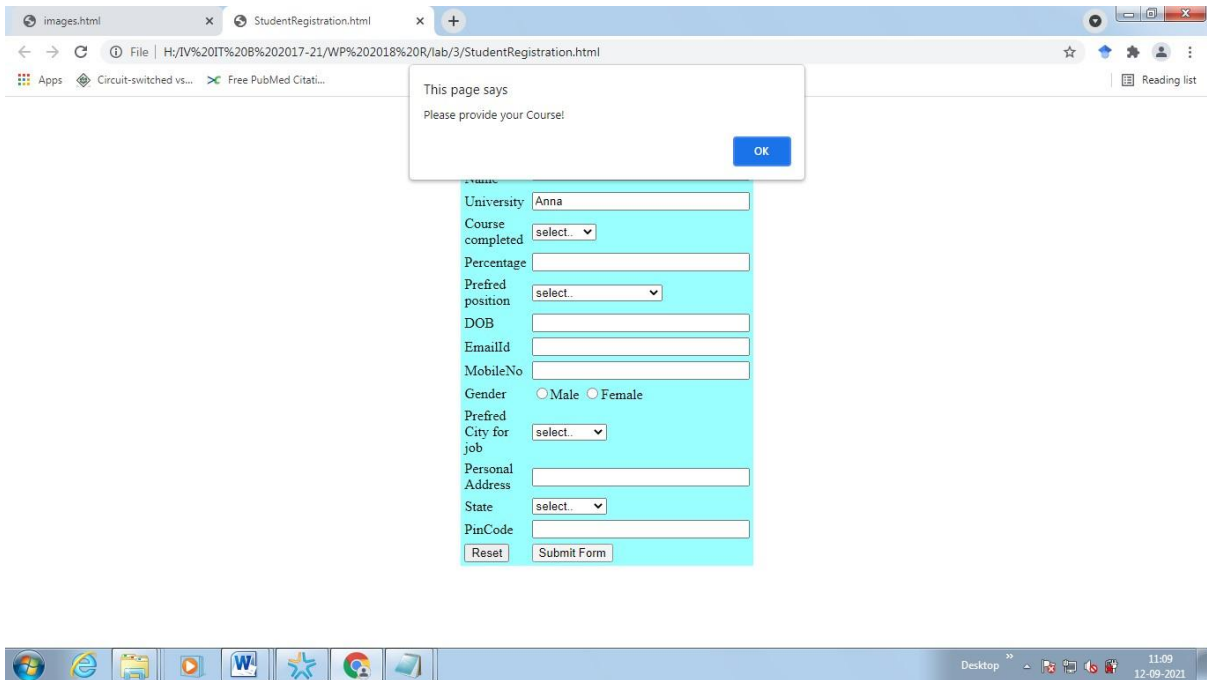 images.html
StudentRegistration.html
File | H:/IV%20IT%20B%202017-21/WP%202018%20R/lab/3/StudentRegistration.html
Apps
Circuit-switched vs...
Free PubMed Citati...
Reading list
This page says
Please provide your Course!
OK
Name
University Anna
Course
completed select..
Percentage
Prefred
position select..
DOB
EmailId
MobileNo
Gender Male Female
Prefred
City for select..
job
Personal
Address
State select..
PinCode
Reset Submit Form
Desktop
11:09
12-09-2021